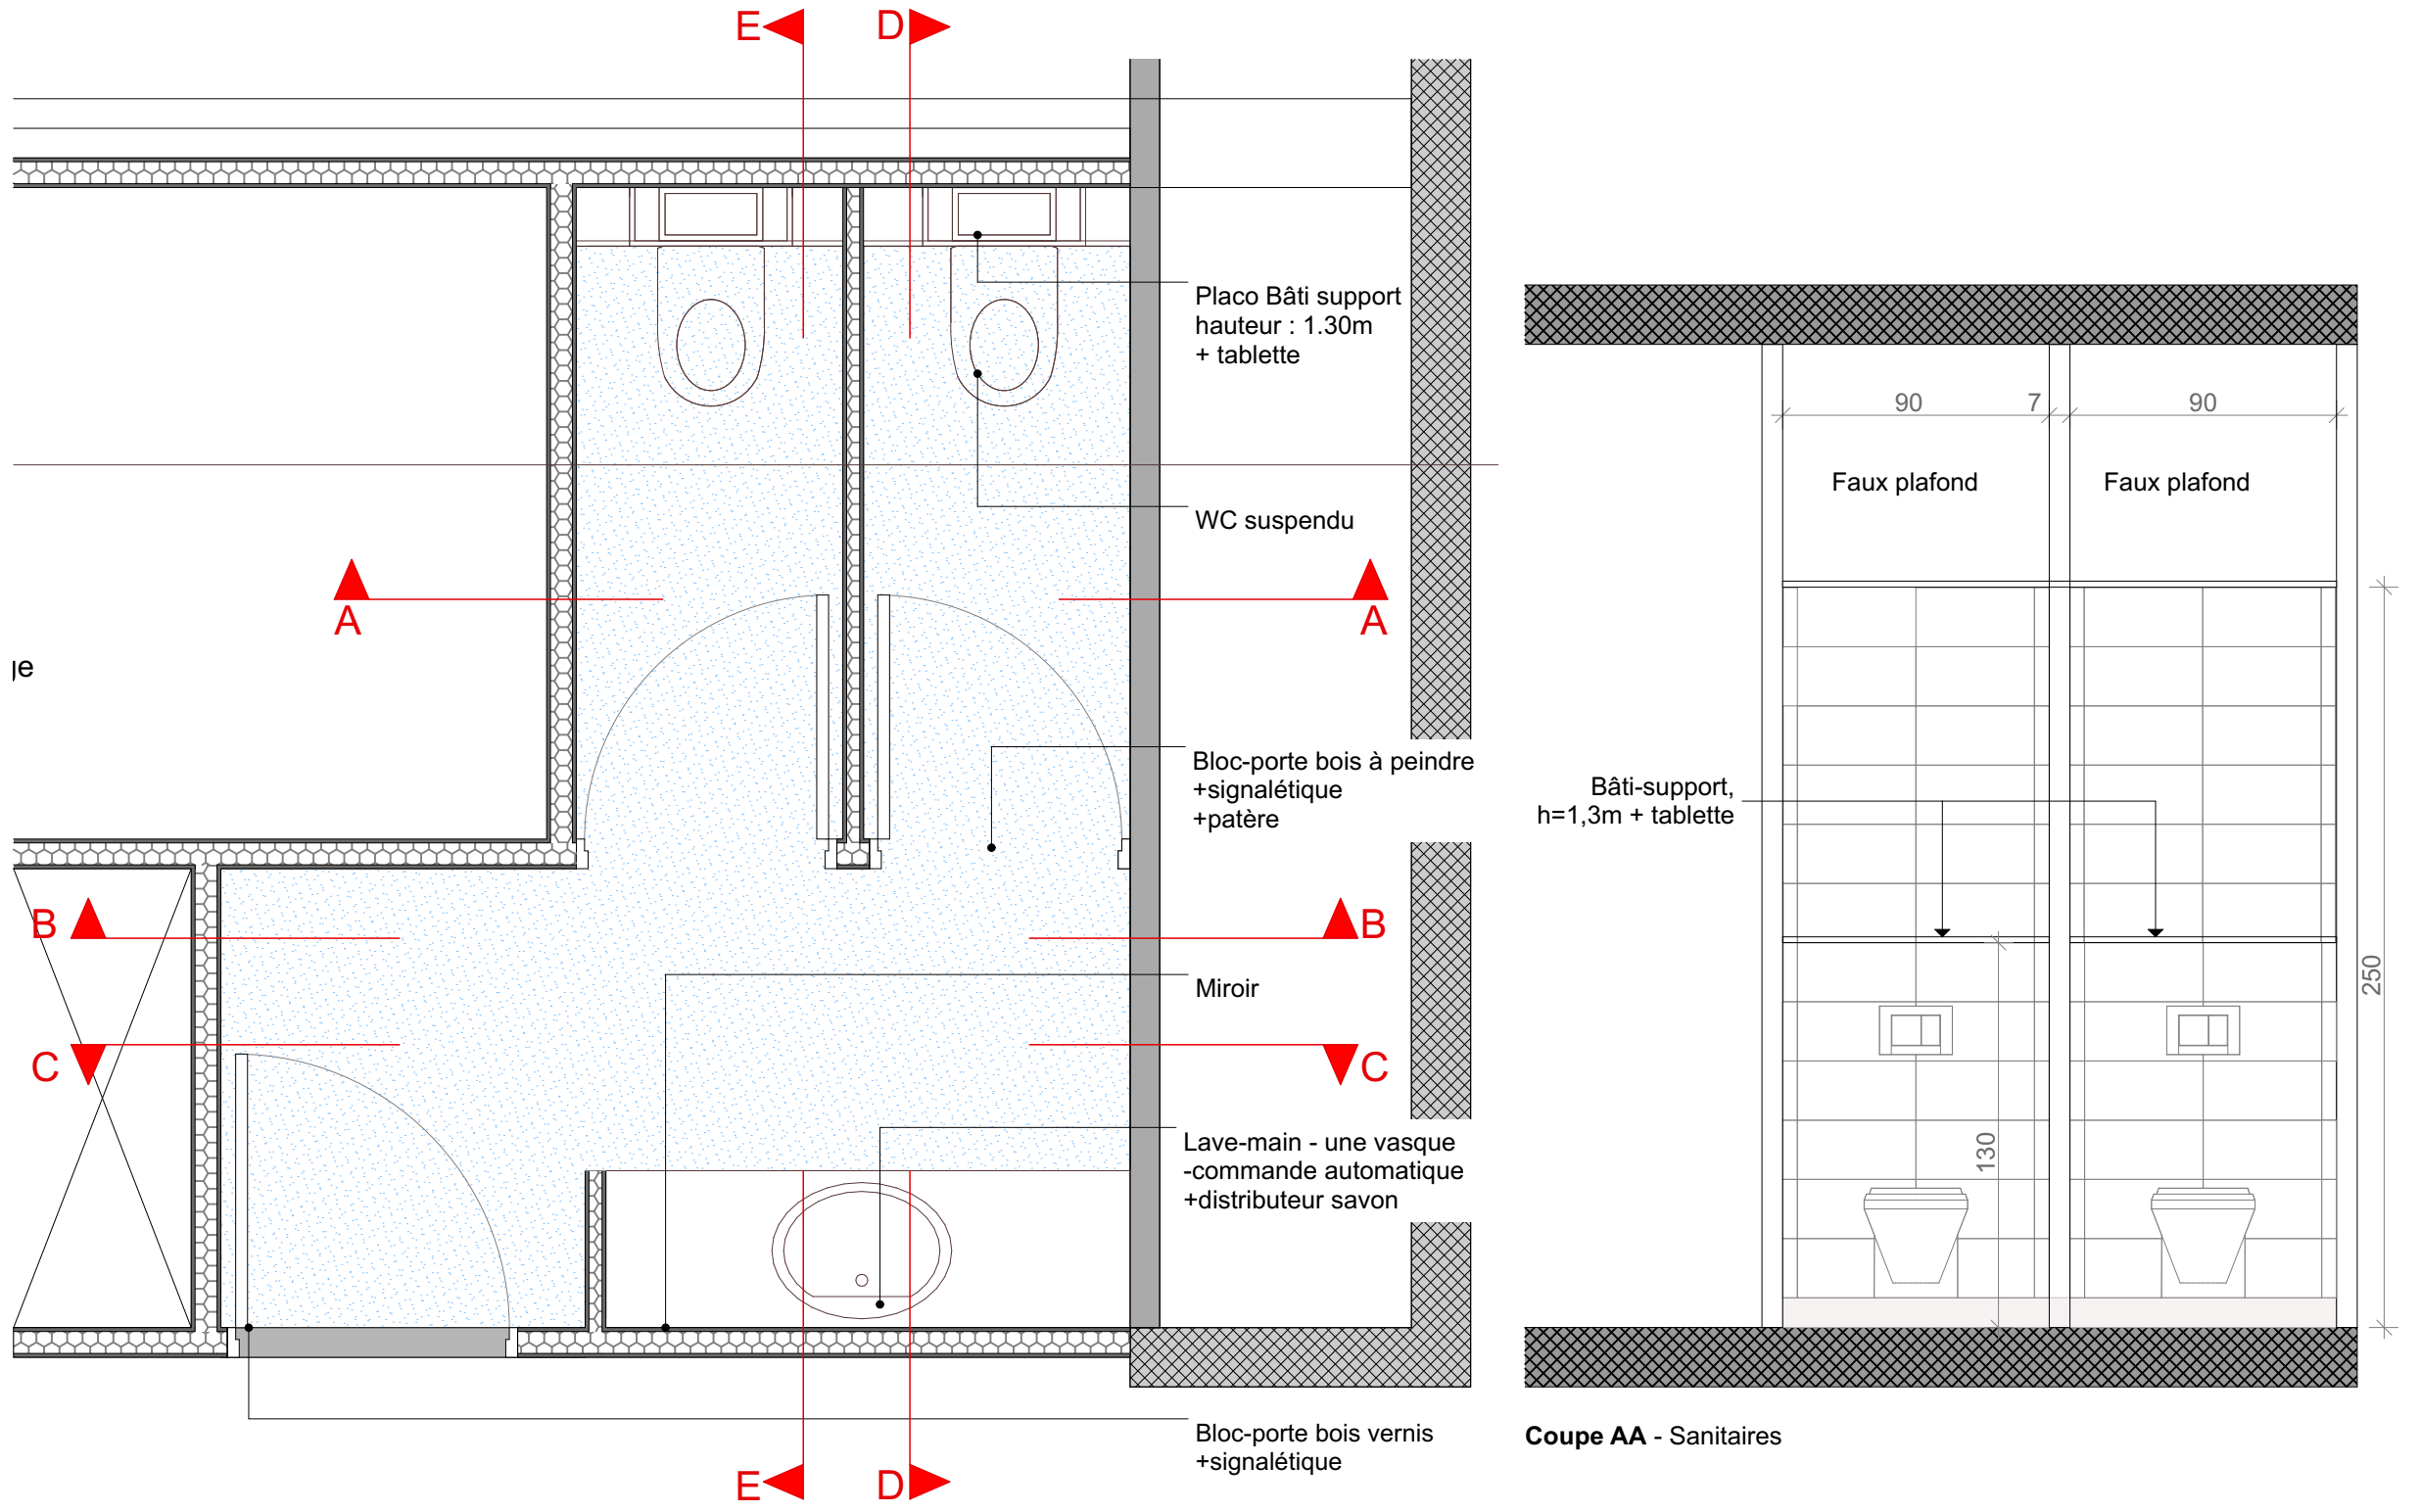 E
D
Placo Bâti support
hauteur : 1.30m
+ tablette
WC suspendu
A
A
Bloc-porte bois à peindre
+signalétique
+patère
B
B
Miroir
C
C
Lave-main - une vasque
-commande automatique
+distributeur savon
Bloc-porte bois vernis
+signalétique
E
D
90
7
90
Faux plafond
Faux plafond
Bâti-support,
h=1,3m + tablette
250
130
Coupe AA - Sanitaires